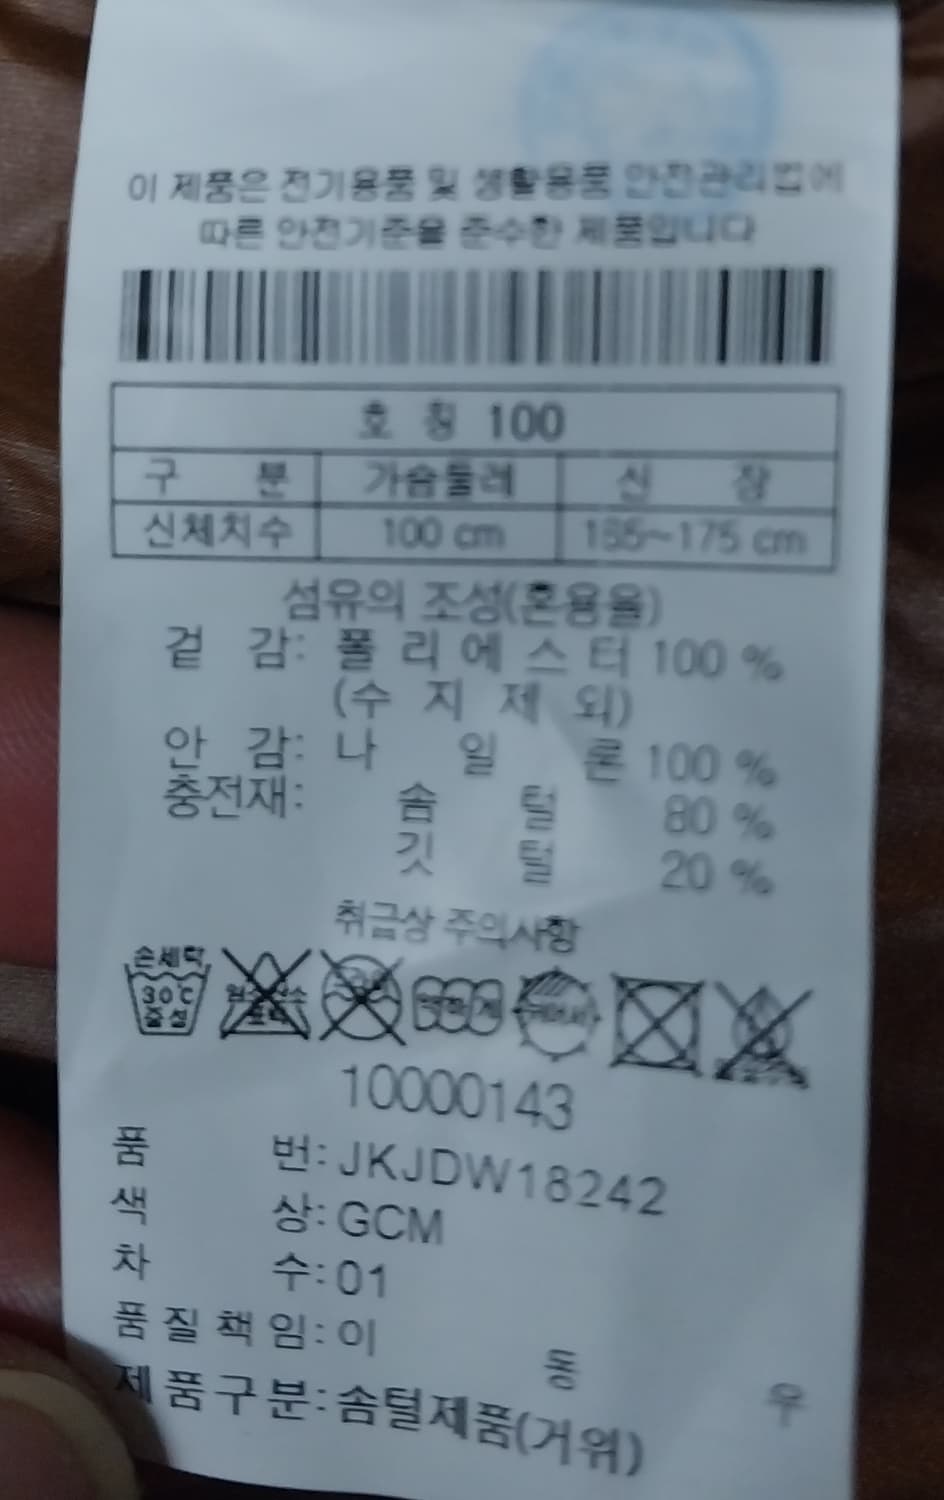 이 제품은 전기용품 및 생활용품 안전관리법에
따른 안전기준을 준수한 제품입니다
호 칭 100
구 분 가슴둘레 신 장
신체치수 100 cm 165~175 cm
섬유의 조성(혼용율)
겉 감: 폴 리 에 스 터 100 %
(수 지 제 외)
안 감: 나 일 론 100 %
충전재: 솜 털 80 %
깃 털 20 %
취급상 주의사항
손세탁
30℃
중성
10000143
품 번: JKJDW18242
색 상: GCM
차 수: 01
품 질 책 임: 이 동 우
제 품 구 분: 솜털제품(거위)